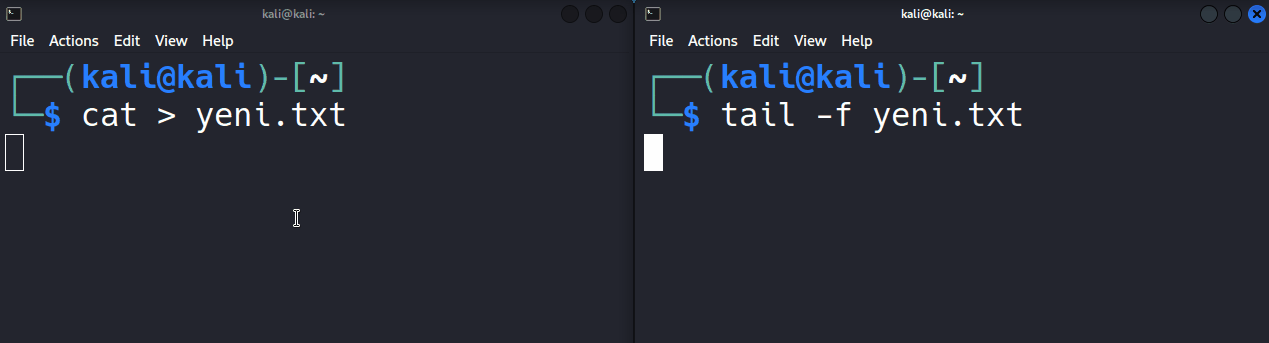 kali@kali: ~
File Actions Edit View Help
┌──(kali@kali)-[~]
└─$ cat > yeni.txt
kali@kali: ~
File Actions Edit View Help
┌──(kali@kali)-[~]
└─$ tail -f yeni.txt